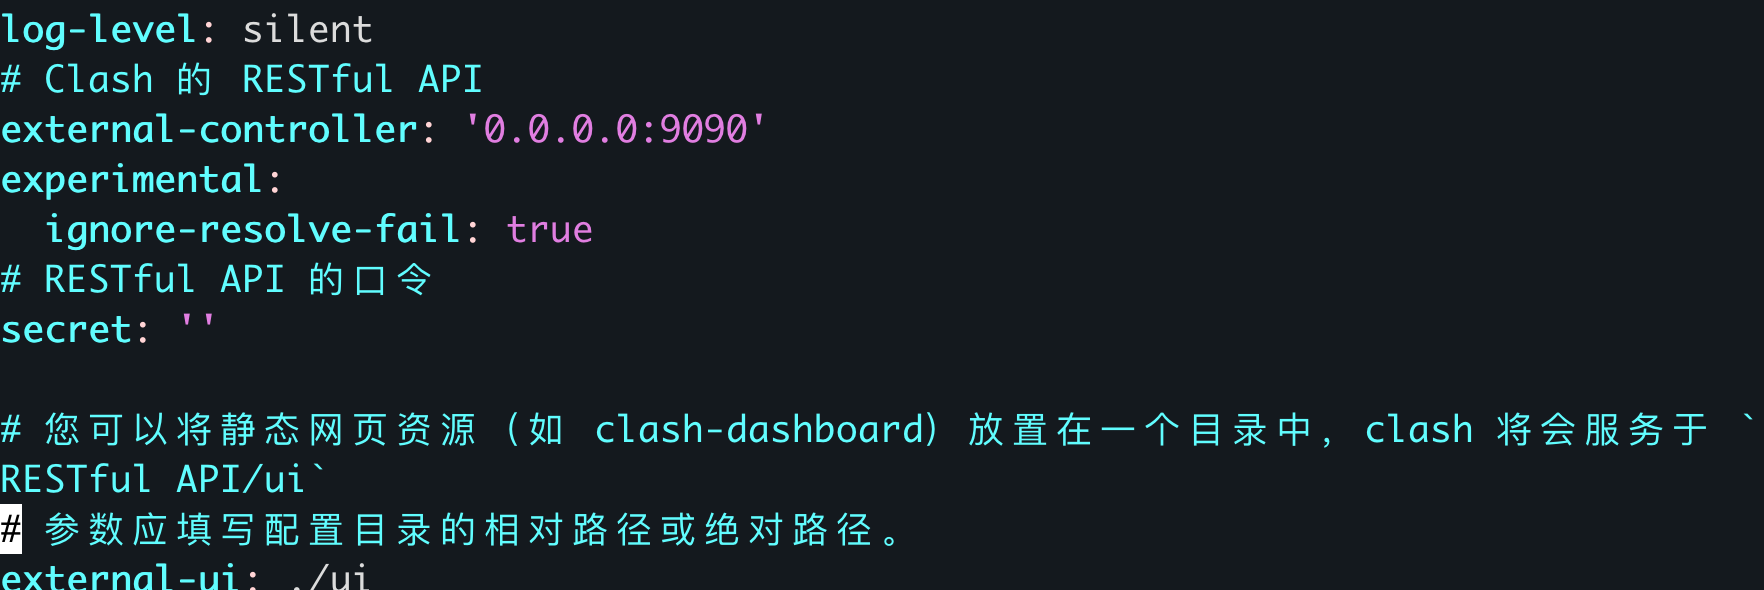 log-level: silent
# Clash 的 RESTful API
external-controller: '0.0.0.0:9090'
experimental:
  ignore-resolve-fail: true
# RESTful API 的口令
secret: ''

# 您可以将静态网页资源（如 clash-dashboard）放置在一个目录中，clash 将会服务于 `
RESTful API/ui`
# 参数应填写配置目录的相对路径或绝对路径。
external-ui: ./ui